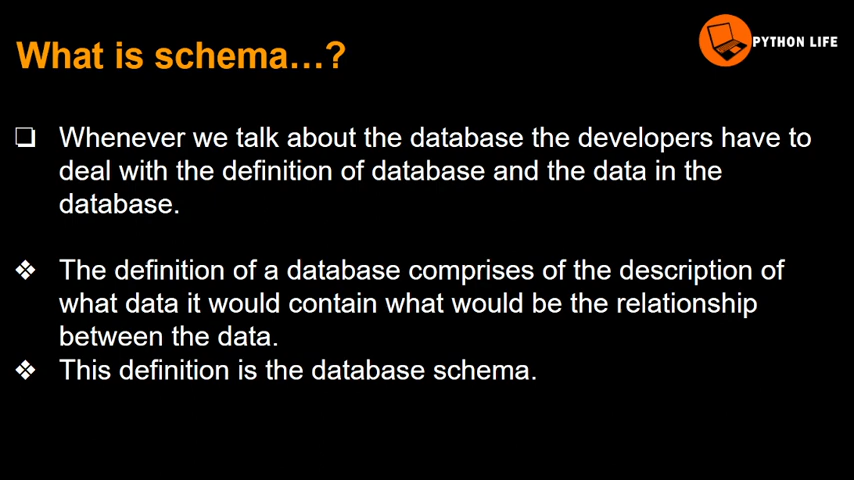 What is schema…?
PYTHON LIFE
❑ Whenever we talk about the database the developers have to
deal with the definition of database and the data in the
database.
❖ The definition of a database comprises of the description of
what data it would contain what would be the relationship
between the data.
❖ This definition is the database schema.